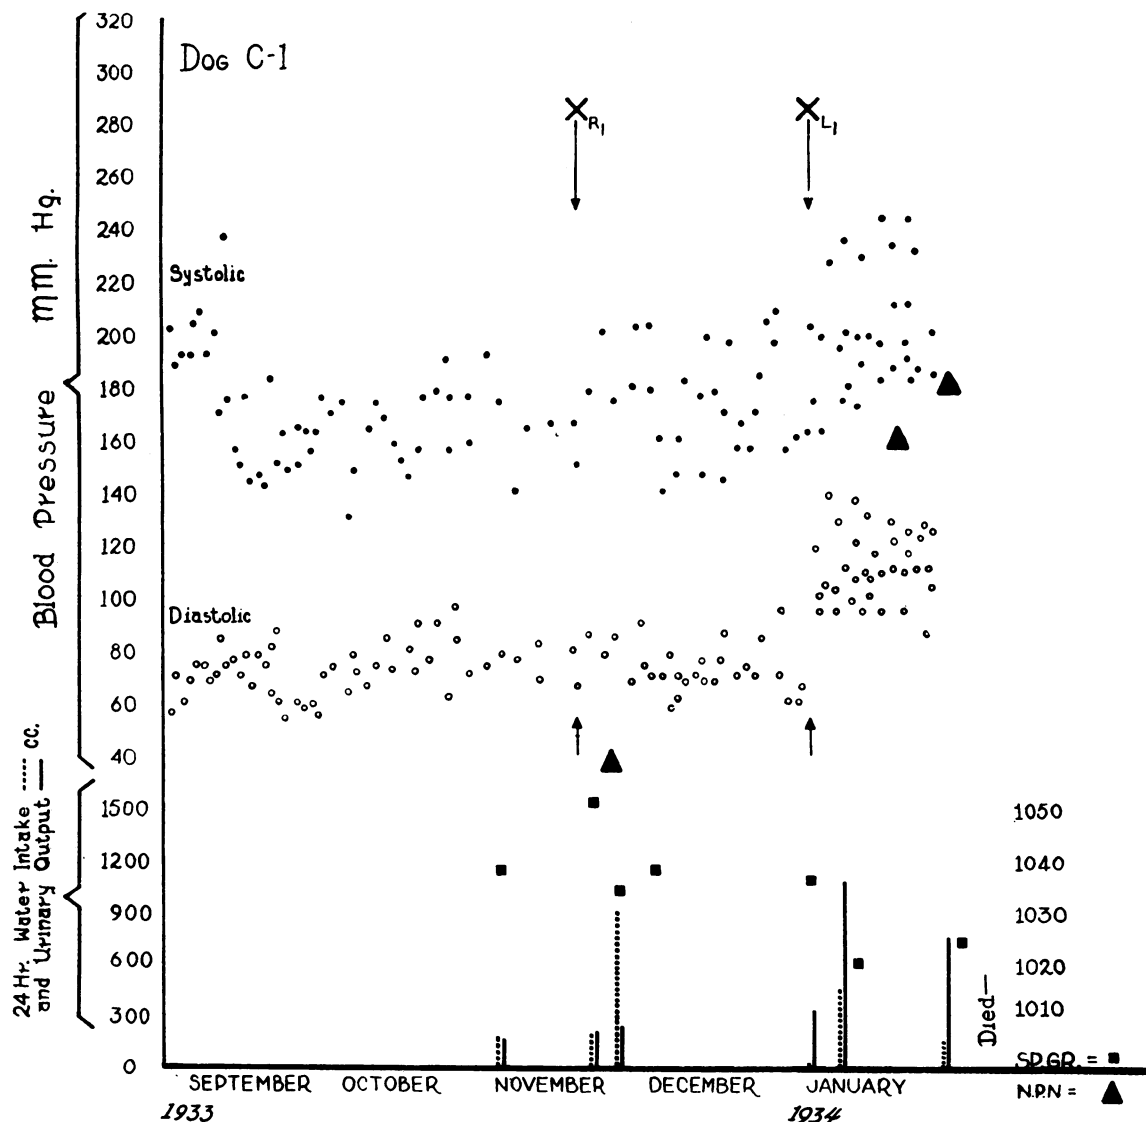 Dog C-1
Blood Pressure MM. Hg.
320
300
280
260
240
220
200
180
160
140
120
100
80
60
40
R1
L1
Systolic
Diastolic
24 Hr. Water Intake ----- cc.
and Urinary Output —
1500
1200
900
600
300
0
1050
1040
1030
1020
1010
Died—
SP.GR. = ■
N.P.N = ▲
SEPTEMBER OCTOBER NOVEMBER DECEMBER JANUARY
1933 1934